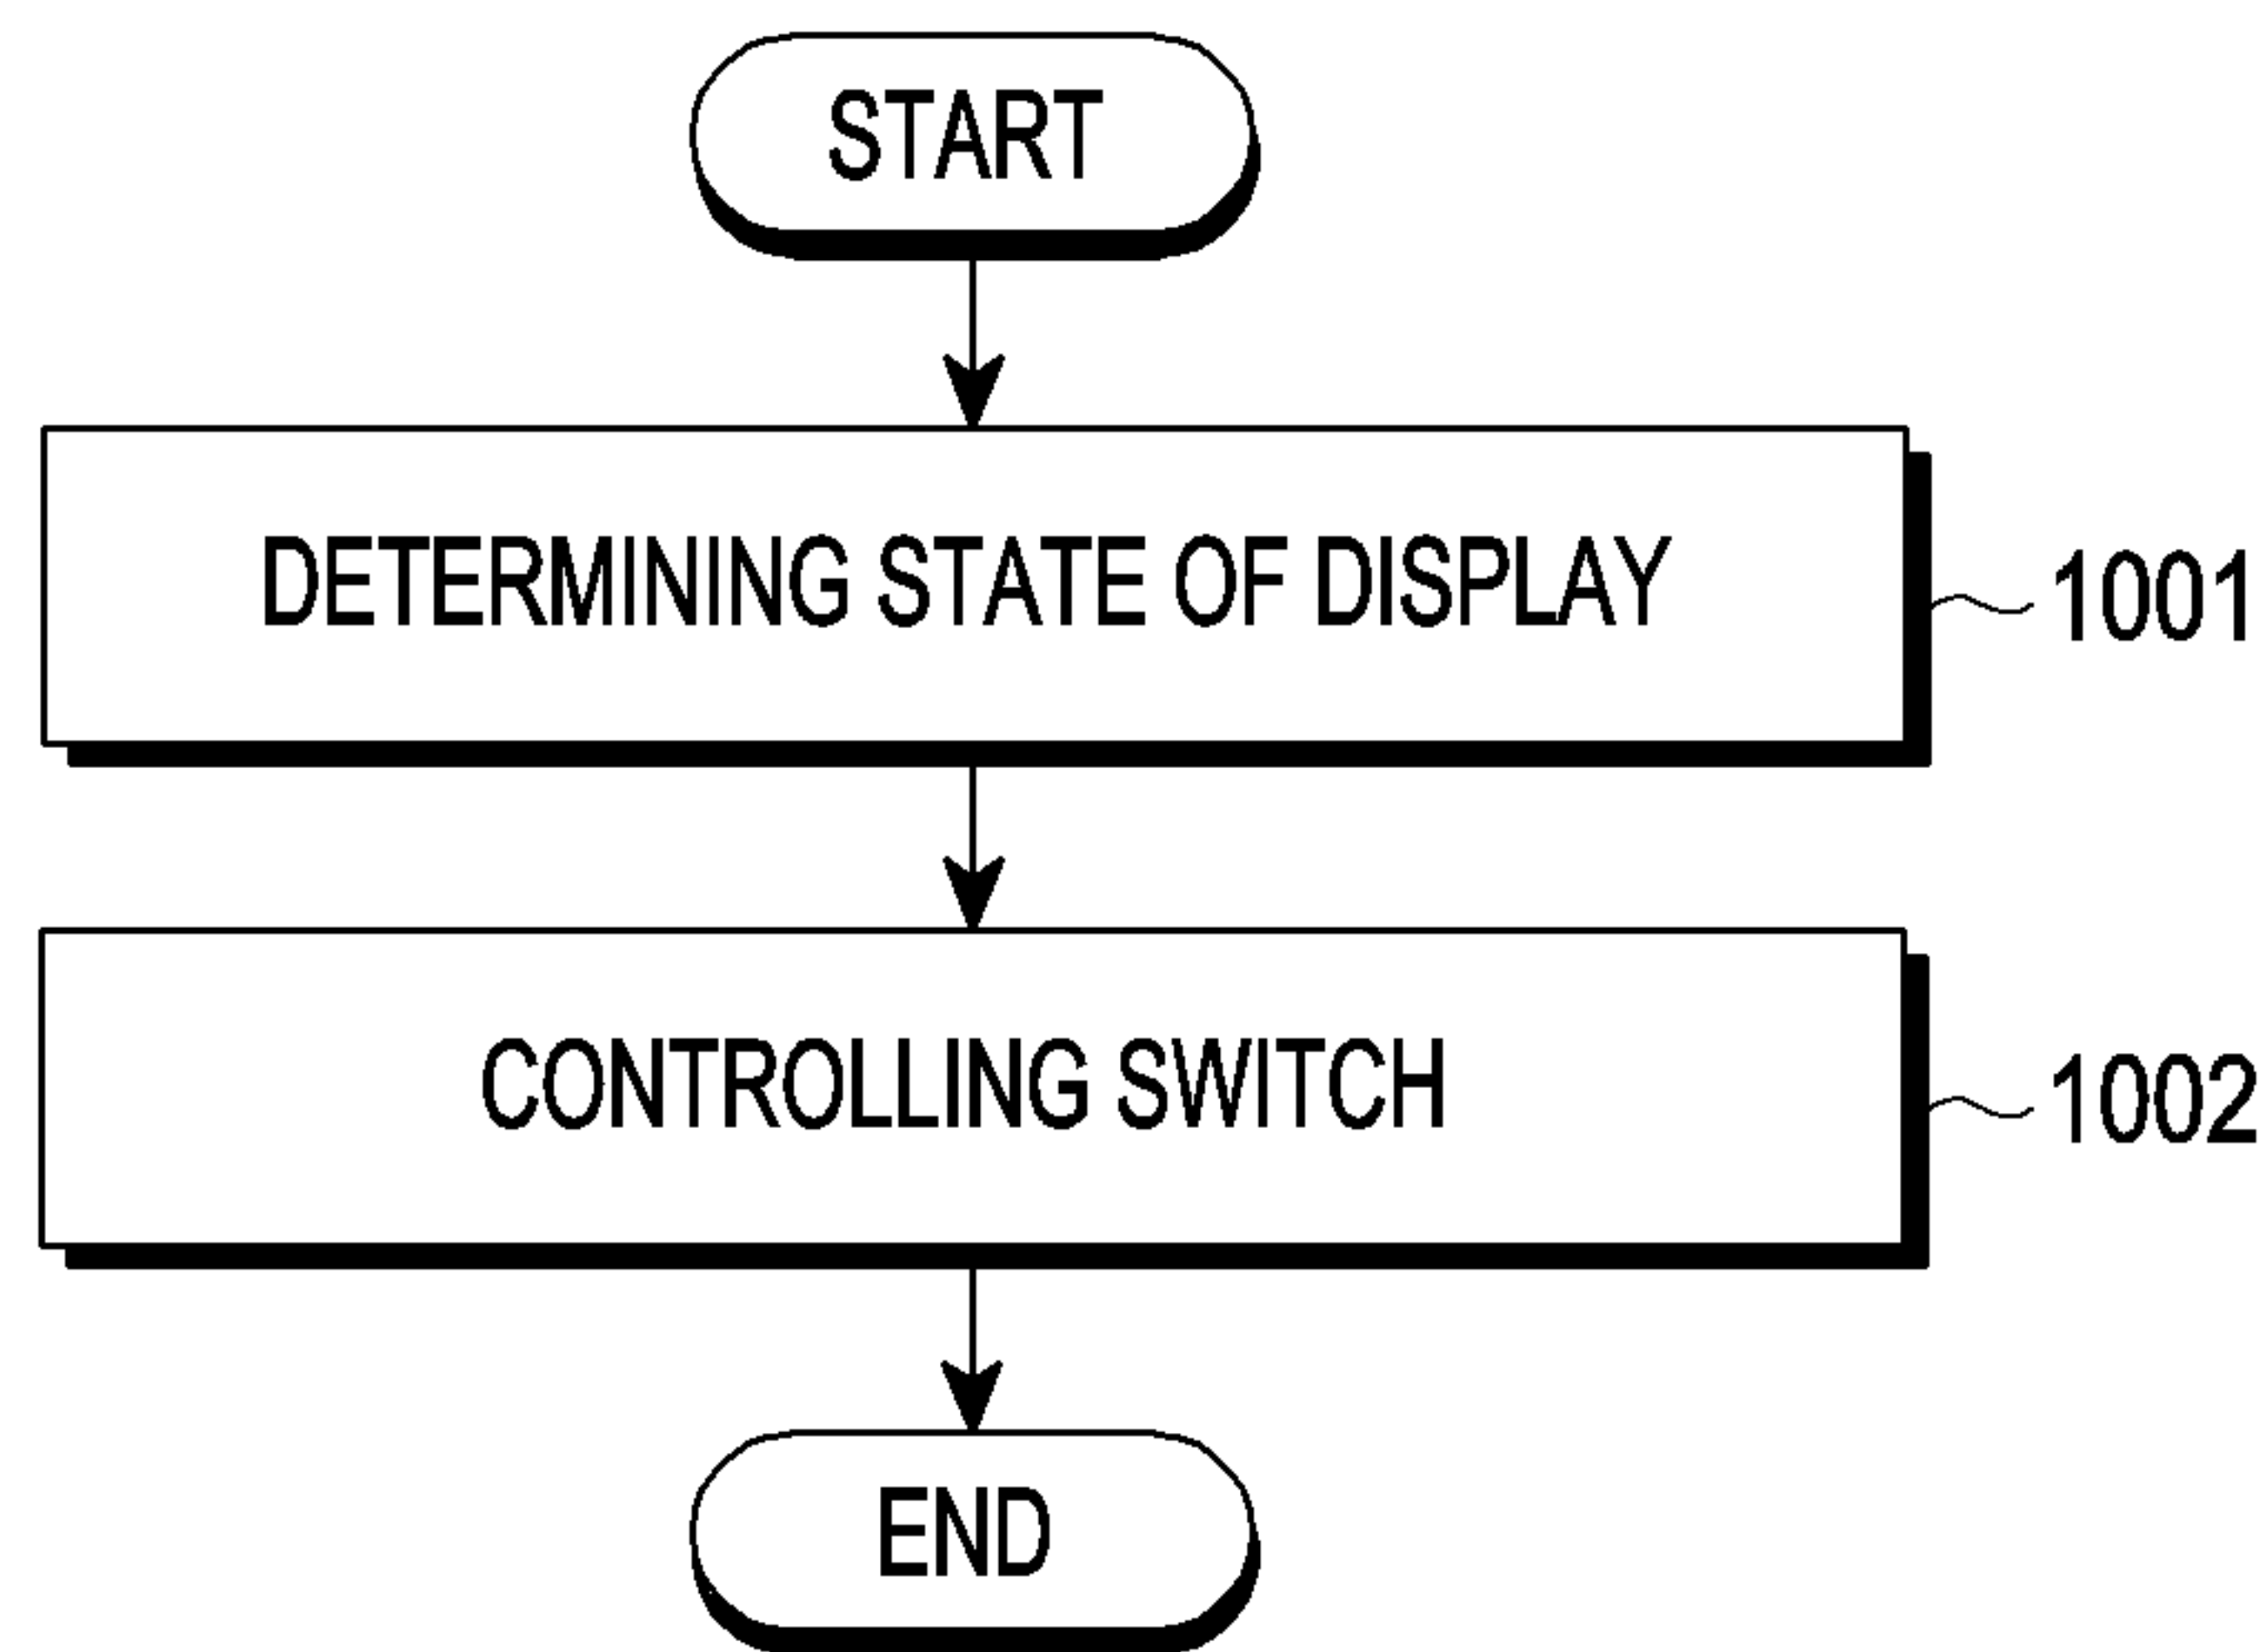 START
DETERMINING STATE OF DISPLAY
1001
CONTROLLING SWITCH
1002
END